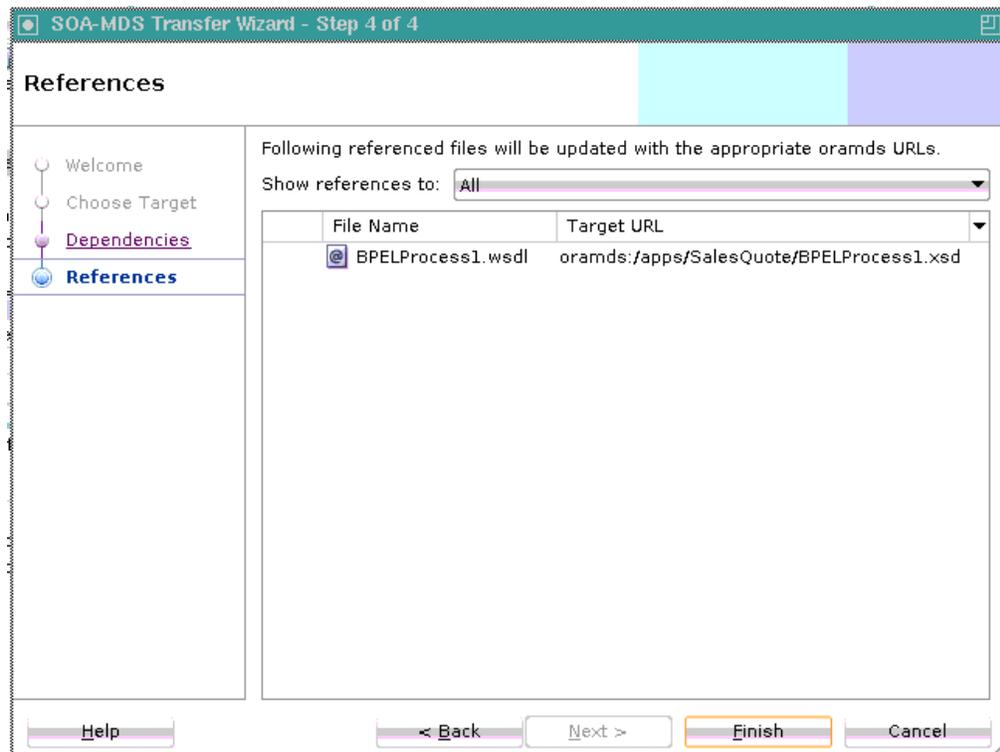 SOA-MDS Transfer Wizard - Step 4 of 4
References
Welcome
Choose Target
Dependencies
References
Following referenced files will be updated with the appropriate oramds URLs.
Show references to: All
File Name Target URL
@ BPELProcess1.wsdl oramds:/apps/SalesQuote/BPELProcess1.xsd
Help < Back Next > Finish Cancel